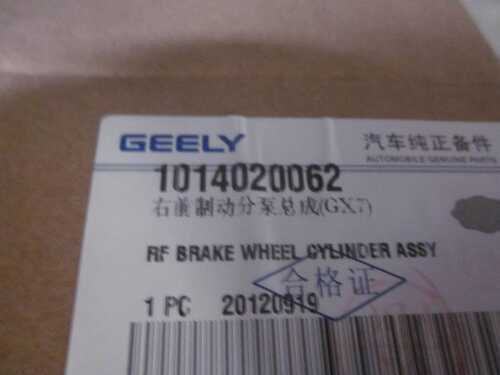 GEELY
汽车纯正备件
AUTOMOBILE GENUINE PARTS
1014020062
右前制动分泵总成(GX7)
RF BRAKE WHEEL CYLINDER ASSY
合格证
1 PC 20120919